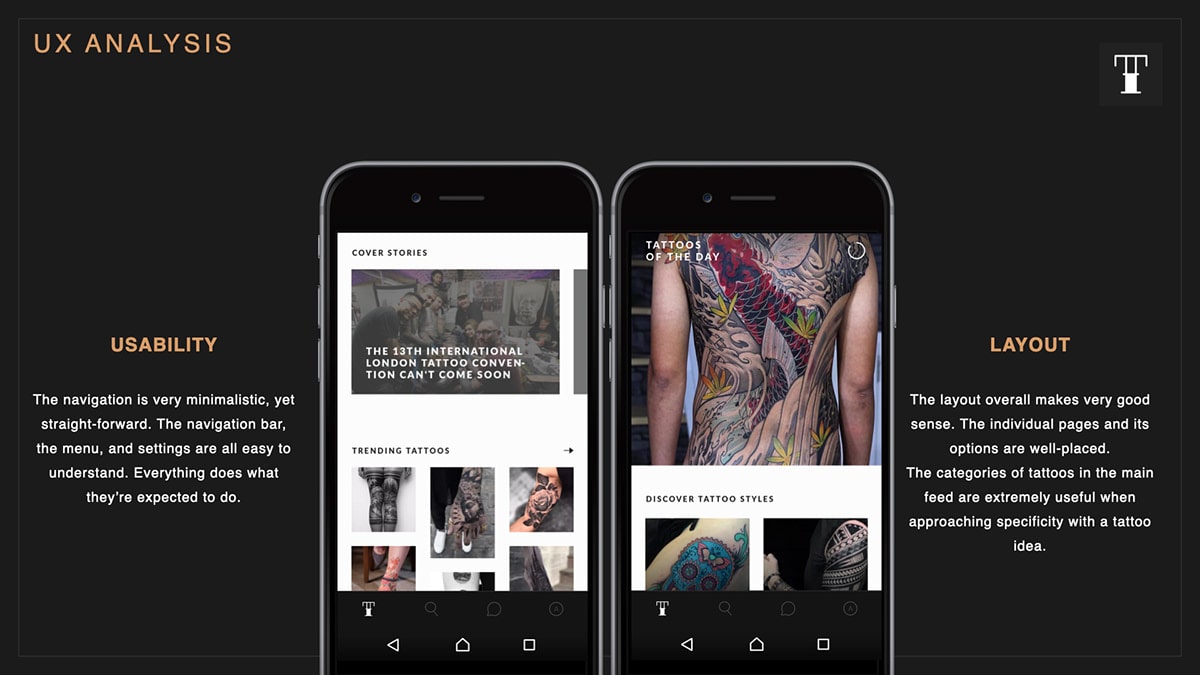 UX ANALYSIS
USABILITY
The navigation is very minimalistic, yet
straight-forward. The navigation bar,
the menu, and settings are all easy to
understand. Everything does what
they're expected to do.
COVER STORIES
THE 13TH INTERNATIONAL
LONDON TATTOO CONVEN-
TION CAN'T COME SOON
TRENDING TATTOOS
TATTOOS
OF THE DAY
DISCOVER TATTOO STYLES
LAYOUT
The layout overall makes very good
sense. The individual pages and its
options are well-placed.
The categories of tattoos in the main
feed are extremely useful when
approaching specificity with a tattoo
idea.